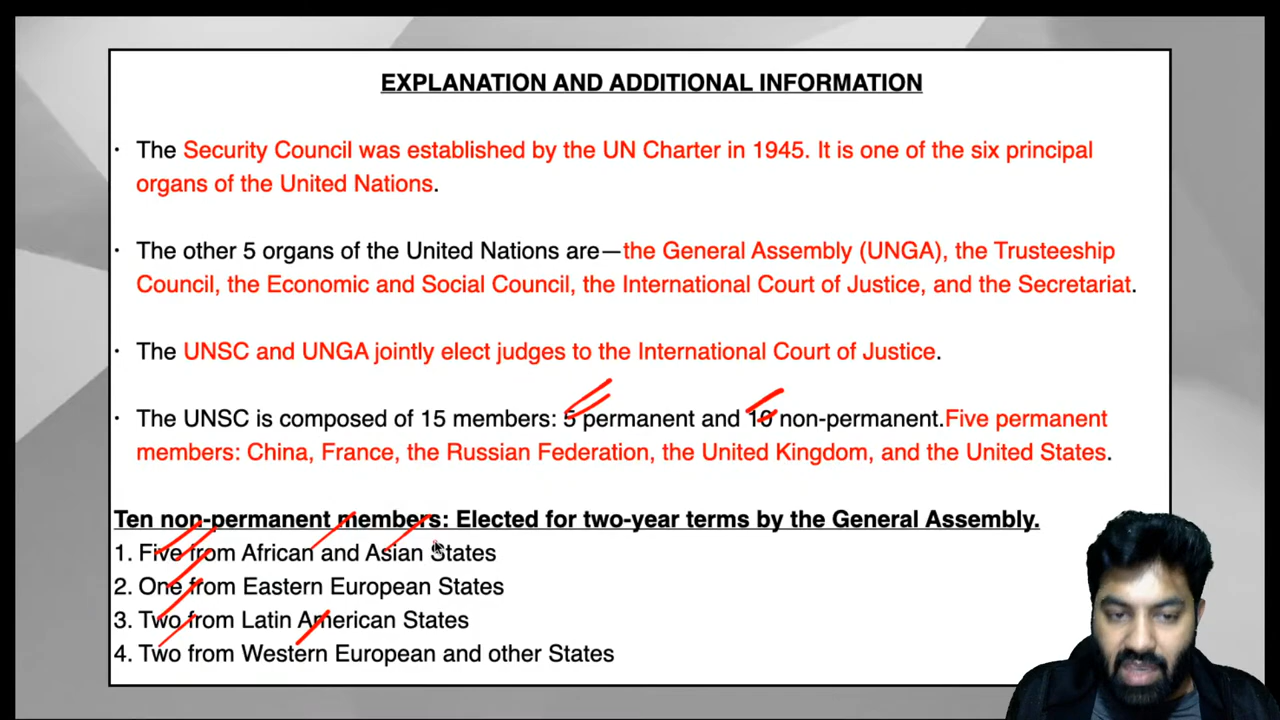 EXPLANATION AND ADDITIONAL INFORMATION
· The Security Council was established by the UN Charter in 1945. It is one of the six principal
organs of the United Nations.
· The other 5 organs of the United Nations are—the General Assembly (UNGA), the Trusteeship
Council, the Economic and Social Council, the International Court of Justice, and the Secretariat.
· The UNSC and UNGA jointly elect judges to the International Court of Justice.
· The UNSC is composed of 15 members: 5 permanent and 10 non-permanent.Five permanent
members: China, France, the Russian Federation, the United Kingdom, and the United States.
Ten non-permanent members: Elected for two-year terms by the General Assembly.
1. Five from African and Asian States
2. One from Eastern European States
3. Two from Latin American States
4. Two from Western European and other States